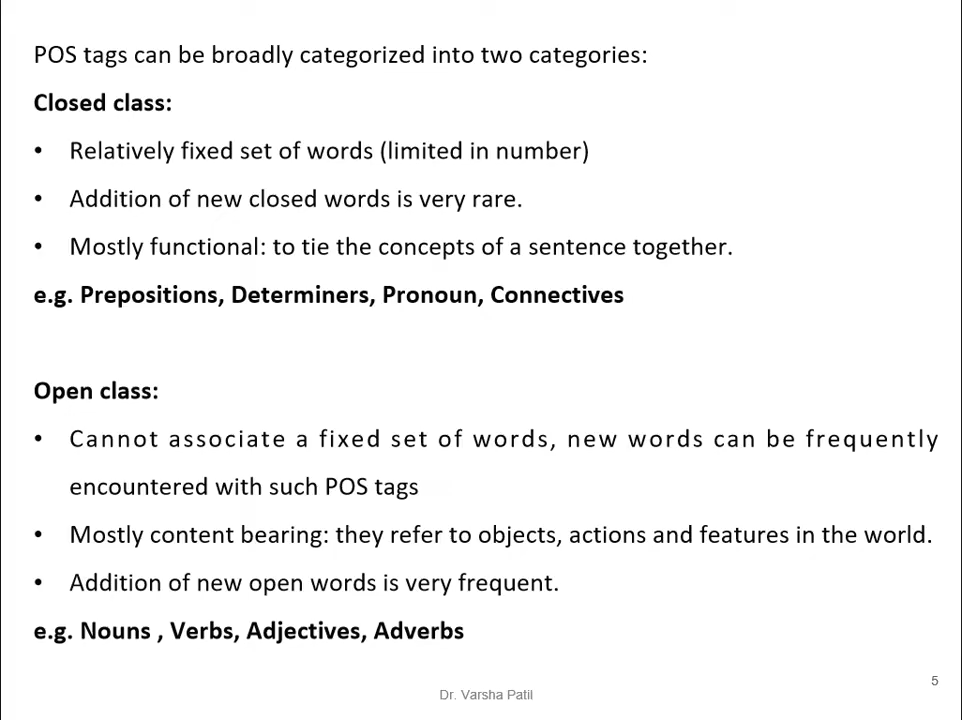 POS tags can be broadly categorized into two categories:
Closed class:
• Relatively fixed set of words (limited in number)
• Addition of new closed words is very rare.
• Mostly functional: to tie the concepts of a sentence together.
e.g. Prepositions, Determiners, Pronoun, Connectives
Open class:
• Cannot associate a fixed set of words, new words can be frequently
encountered with such POS tags
• Mostly content bearing: they refer to objects, actions and features in the world.
• Addition of new open words is very frequent.
e.g. Nouns , Verbs, Adjectives, Adverbs
5
Dr. Varsha Patil